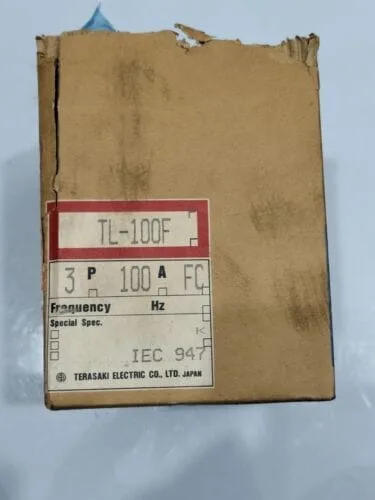 TL-100F
3 P 100 A FC
Frequency Hz
Special Spec.
K
IEC 947
TERASAKI ELECTRIC CO., LTD. JAPAN